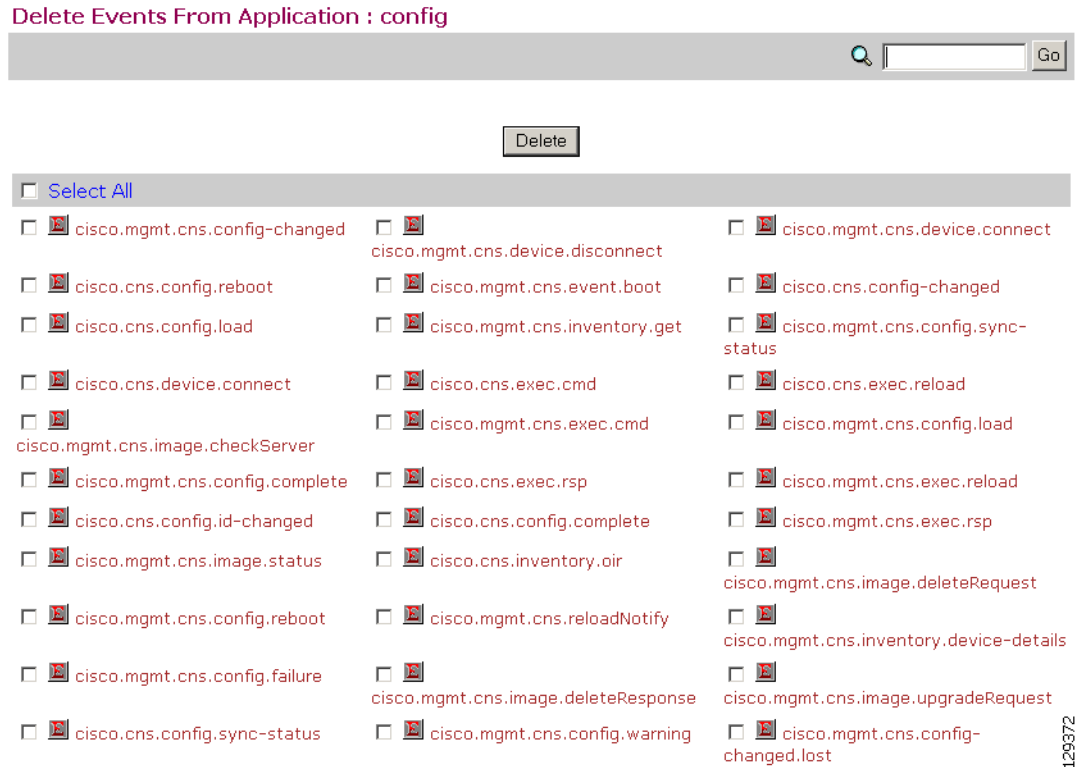 Delete Events From Application : config
Go
Delete
Select All
E cisco.mgmt.cns.config-changed
E
cisco.mgmt.cns.device.disconnect
E cisco.mgmt.cns.device.connect
E cisco.cns.config.reboot
E cisco.mgmt.cns.event.boot
E cisco.cns.config-changed
E cisco.cns.config.load
E cisco.mgmt.cns.inventory.get
E cisco.mgmt.cns.config.sync-
status
E cisco.cns.device.connect
E cisco.cns.exec.cmd
E cisco.cns.exec.reload
E
cisco.mgmt.cns.image.checkServer
E cisco.mgmt.cns.exec.cmd
E cisco.mgmt.cns.config.load
E cisco.mgmt.cns.config.complete
E cisco.cns.exec.rsp
E cisco.mgmt.cns.exec.reload
E cisco.cns.config.id-changed
E cisco.cns.config.complete
E cisco.mgmt.cns.exec.rsp
E cisco.mgmt.cns.image.status
E cisco.cns.inventory.oir
E
cisco.mgmt.cns.image.deleteRequest
E cisco.mgmt.cns.config.reboot
E cisco.mgmt.cns.reloadNotify
E
cisco.mgmt.cns.inventory.device-details
E cisco.mgmt.cns.config.failure
E
cisco.mgmt.cns.image.deleteResponse
E
cisco.mgmt.cns.image.upgradeRequest
E cisco.cns.config.sync-status
E cisco.mgmt.cns.config.warning
E cisco.mgmt.cns.config-
changed.lost
129372